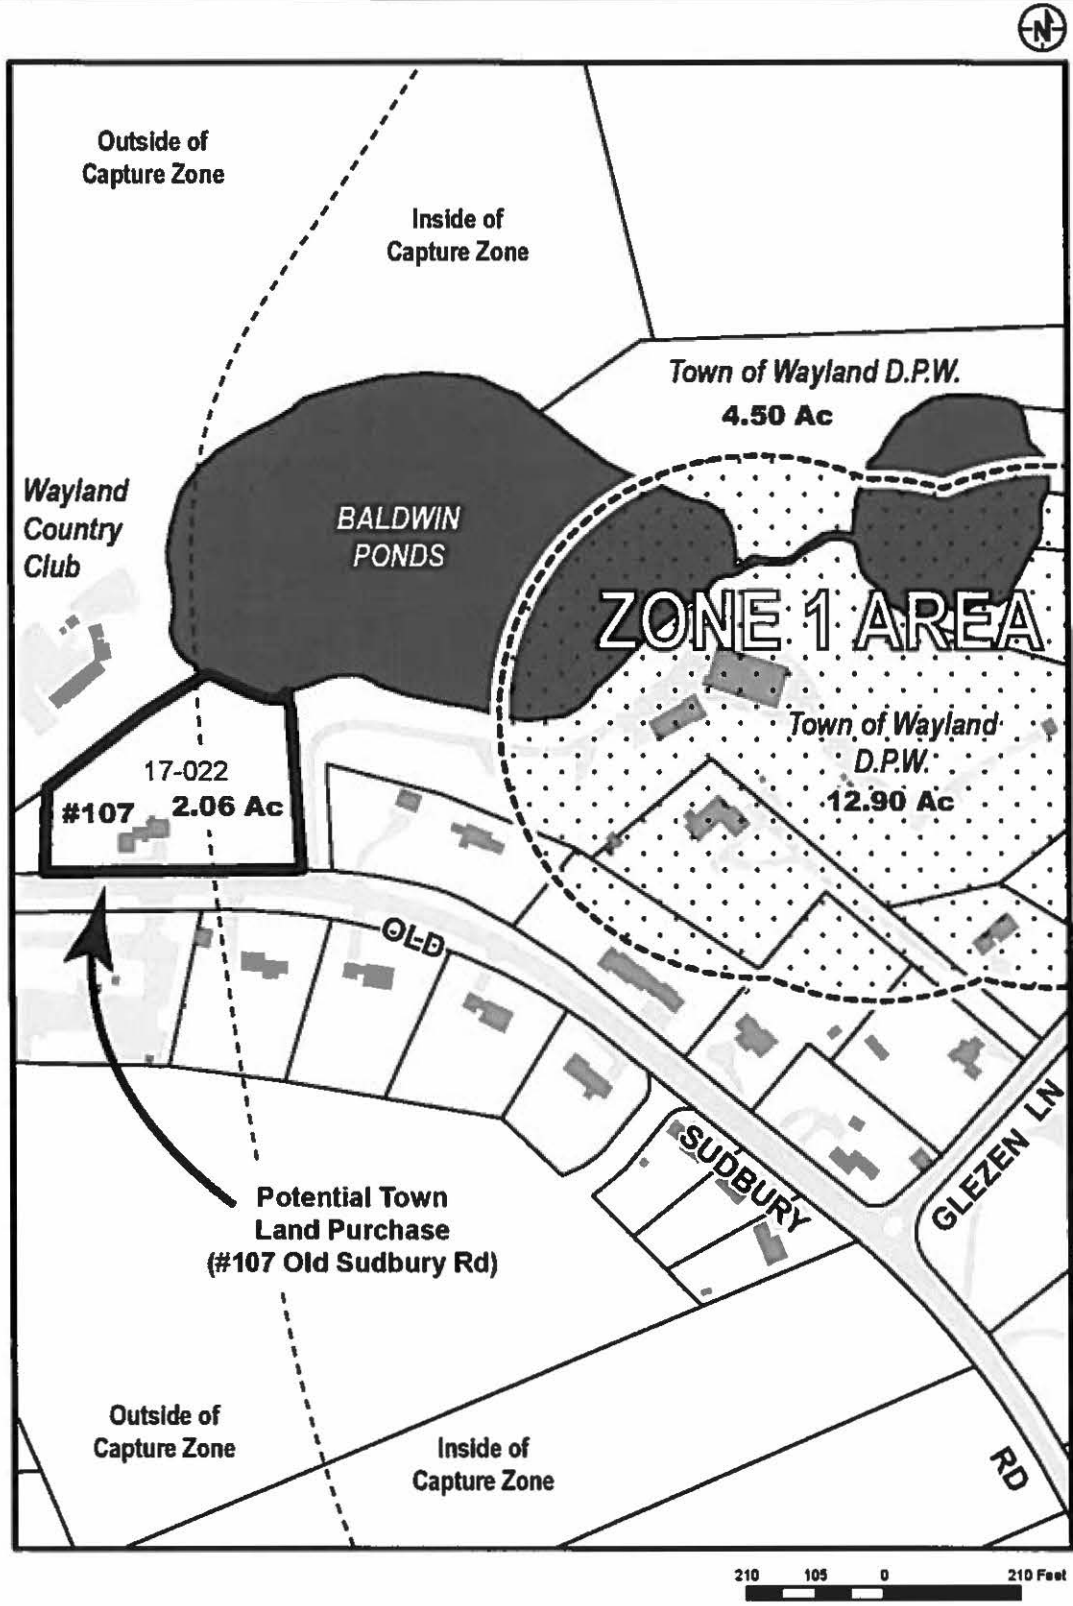 N
Outside of
Capture Zone
Inside of
Capture Zone
Town of Wayland D.P.W.
4.50 Ac
Wayland
Country
Club
BALDWIN
PONDS
ZONE 1 AREA
Town of Wayland
D.P.W.
12.90 Ac
17-022
#107 2.06 Ac
OLD
SUDBURY
GLEZEN LN
Potential Town
Land Purchase
(#107 Old Sudbury Rd)
Outside of
Capture Zone
Inside of
Capture Zone
RD
210 105 0 210 Feet